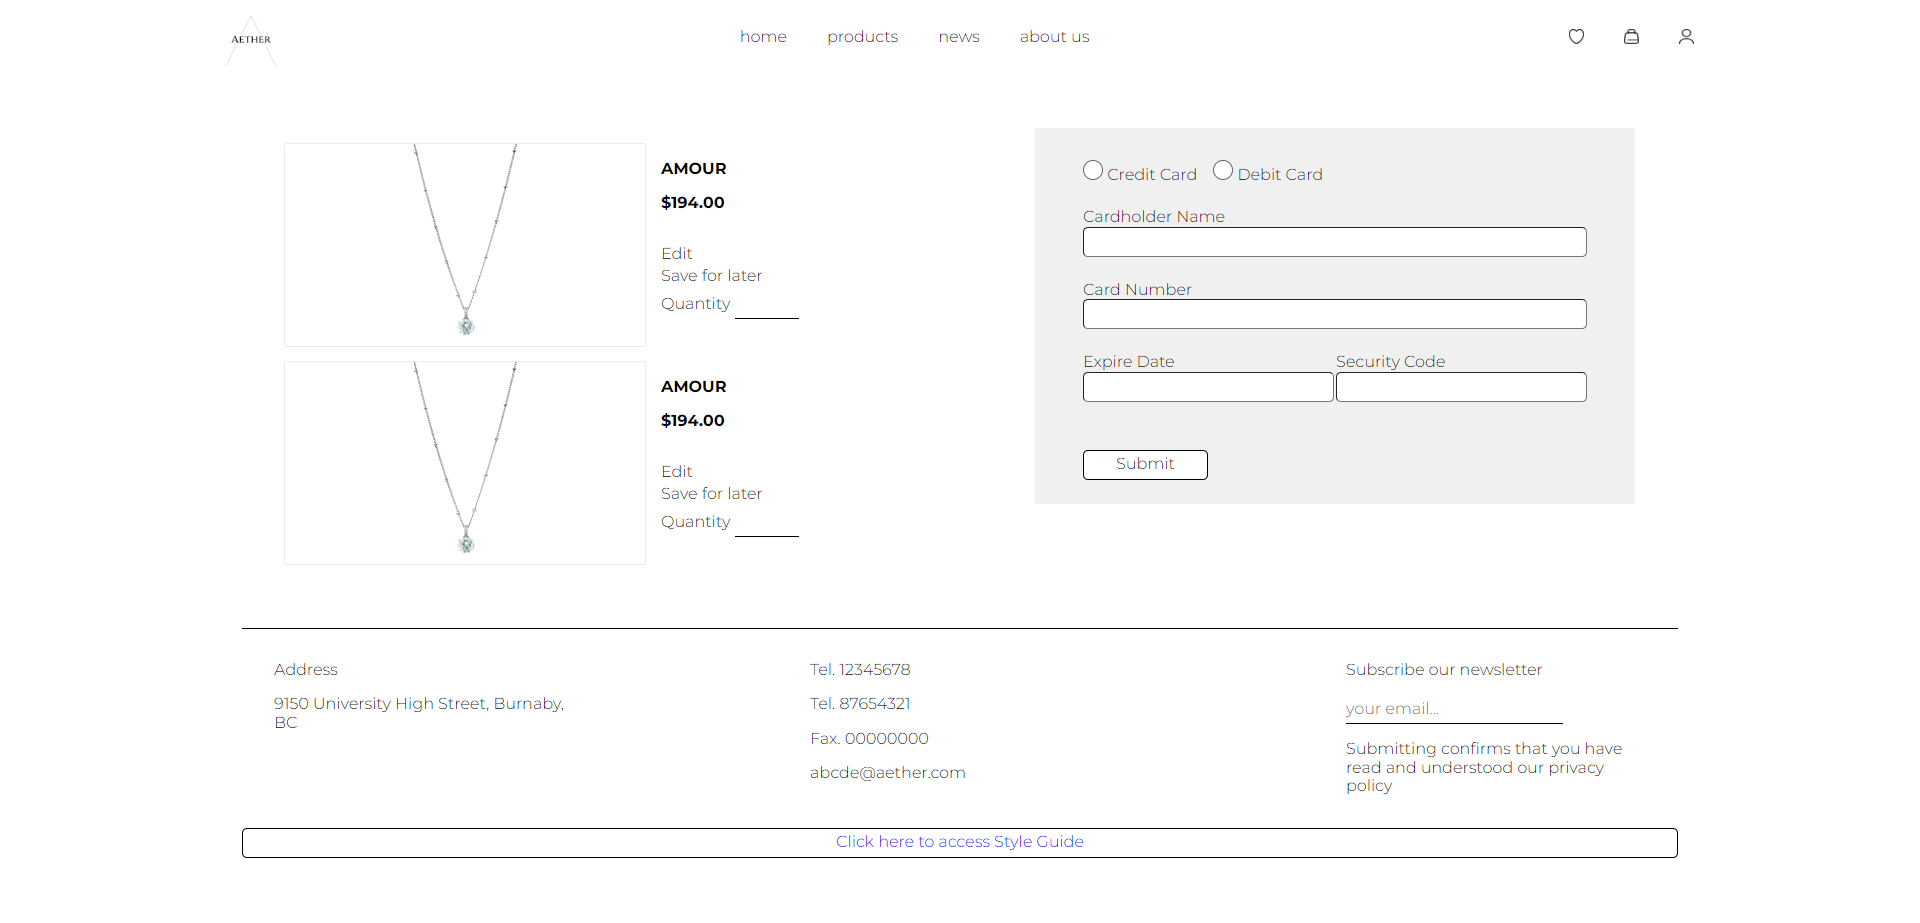 AETHER
home
products
news
about us
AMOUR
$194.00
Edit
Save for later
Quantity
AMOUR
$194.00
Edit
Save for later
Quantity
Credit Card
Debit Card
Cardholder Name
Card Number
Expire Date
Security Code
Submit
Address
9150 University High Street, Burnaby,
BC
Tel. 12345678
Tel. 87654321
Fax. 00000000
abcde@aether.com
Subscribe our newsletter
your email...
Submitting confirms that you have
read and understood our privacy
policy
Click here to access Style Guide